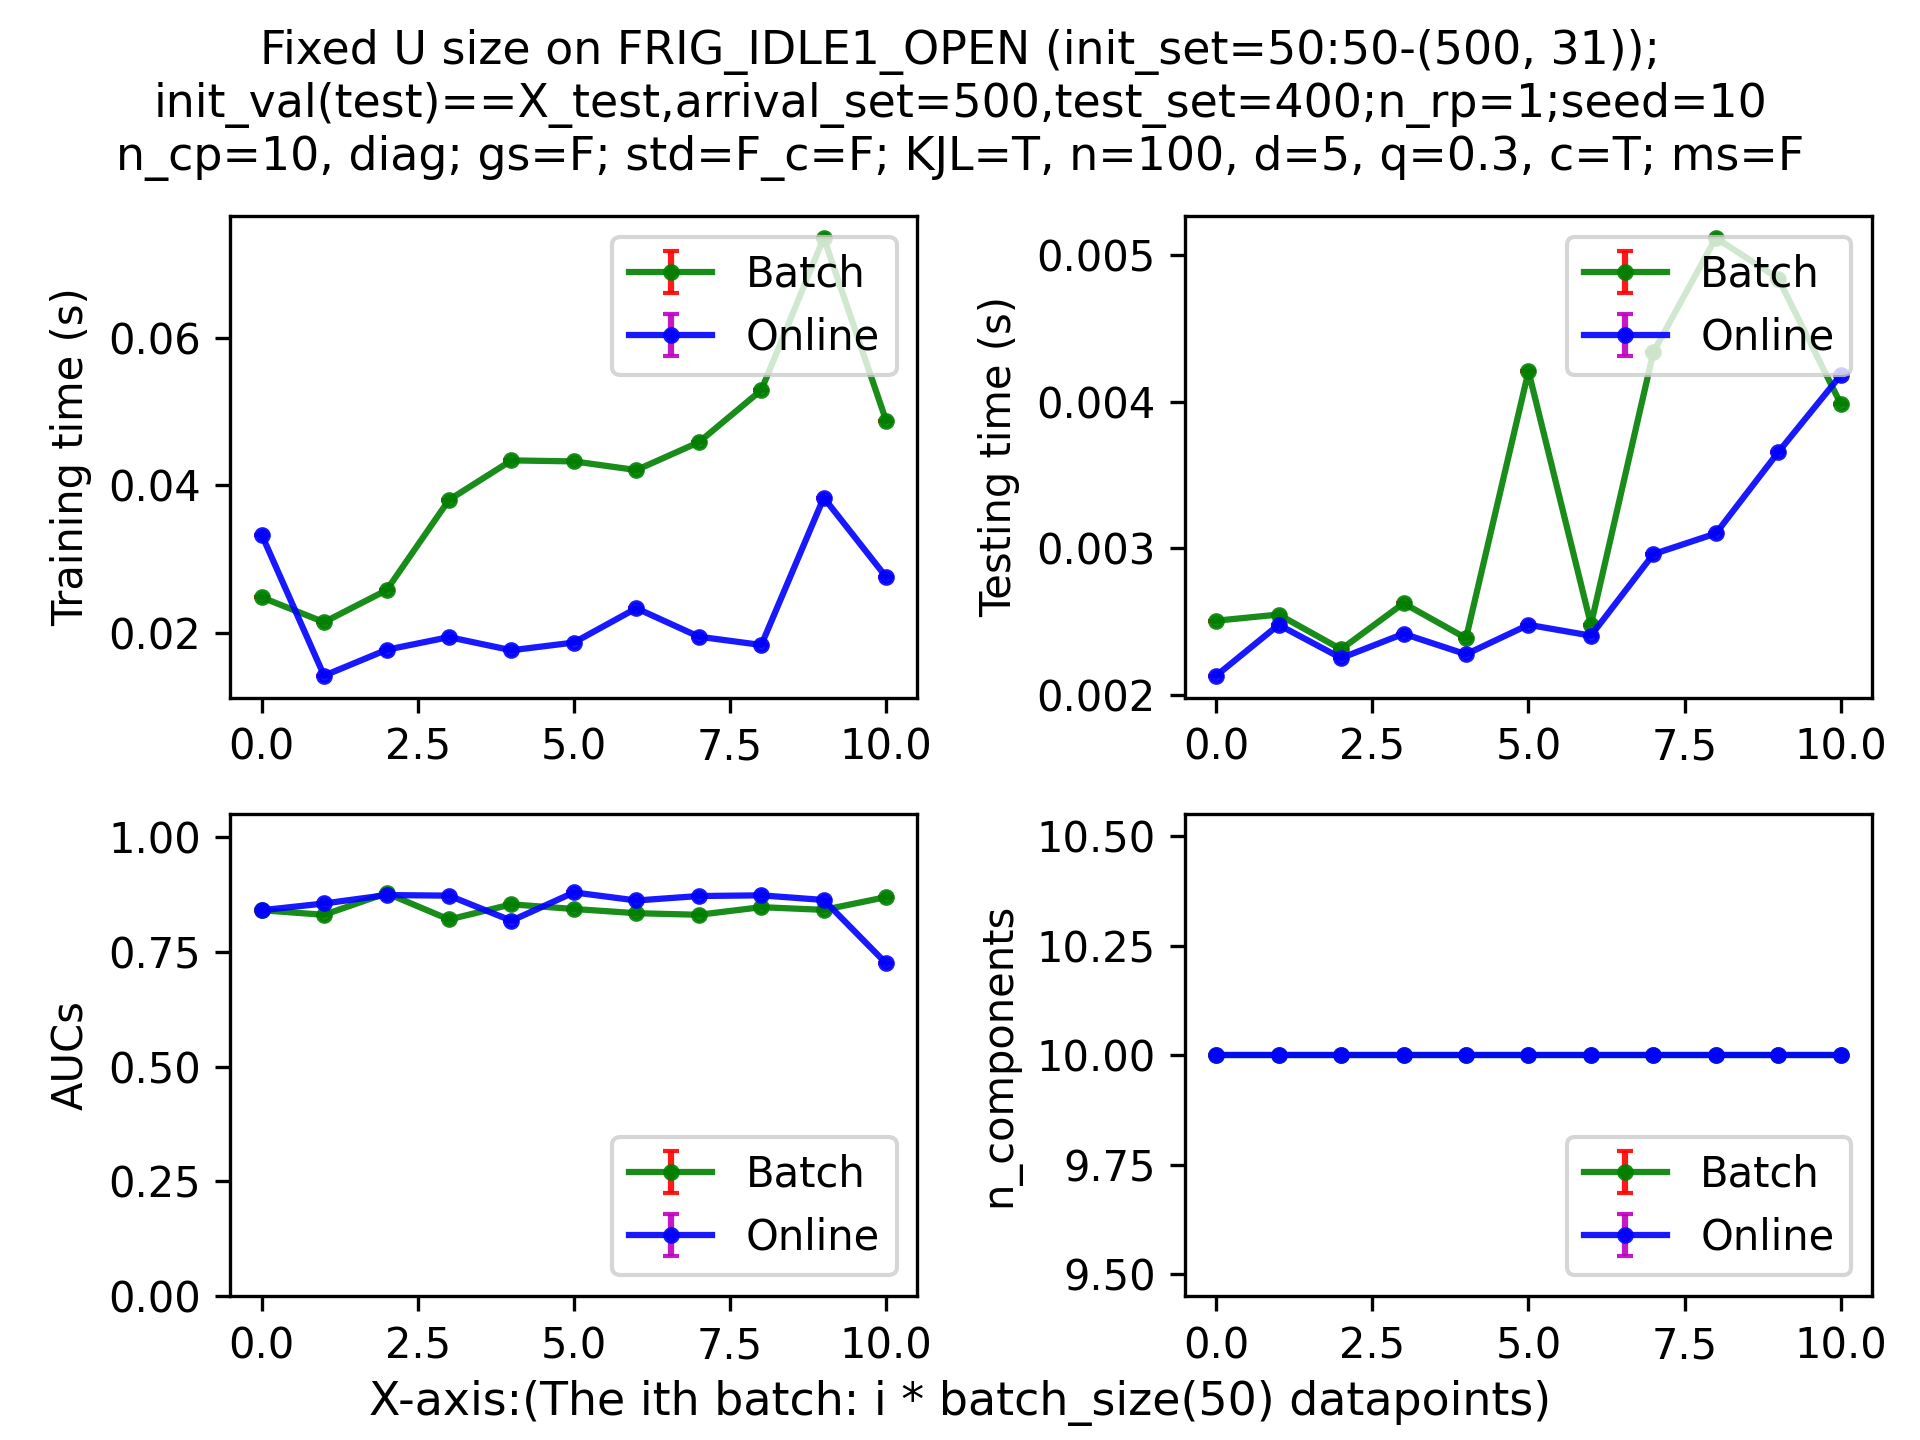 Fixed U size on FRIG_IDLE1_OPEN (init_set=50:50-(500, 31));
init_val(test)==X_test,arrival_set=500,test_set=400;n_rp=1;seed=10
n_cp=10, diag; gs=F; std=F_c=F; KJL=T, n=100, d=5, q=0.3, c=T; ms=F
Training time (s)
0.06
0.04
0.02
Batch
Online
0.0 2.5 5.0 7.5 10.0
Testing time (s)
0.005
0.004
0.003
0.002
Batch
Online
0.0 2.5 5.0 7.5 10.0
AUCs
1.00
0.75
0.50
0.25
0.00
Batch
Online
0.0 2.5 5.0 7.5 10.0
n_components
10.50
10.25
10.00
9.75
9.50
Batch
Online
0.0 2.5 5.0 7.5 10.0
X-axis:(The ith batch: i * batch_size(50) datapoints)